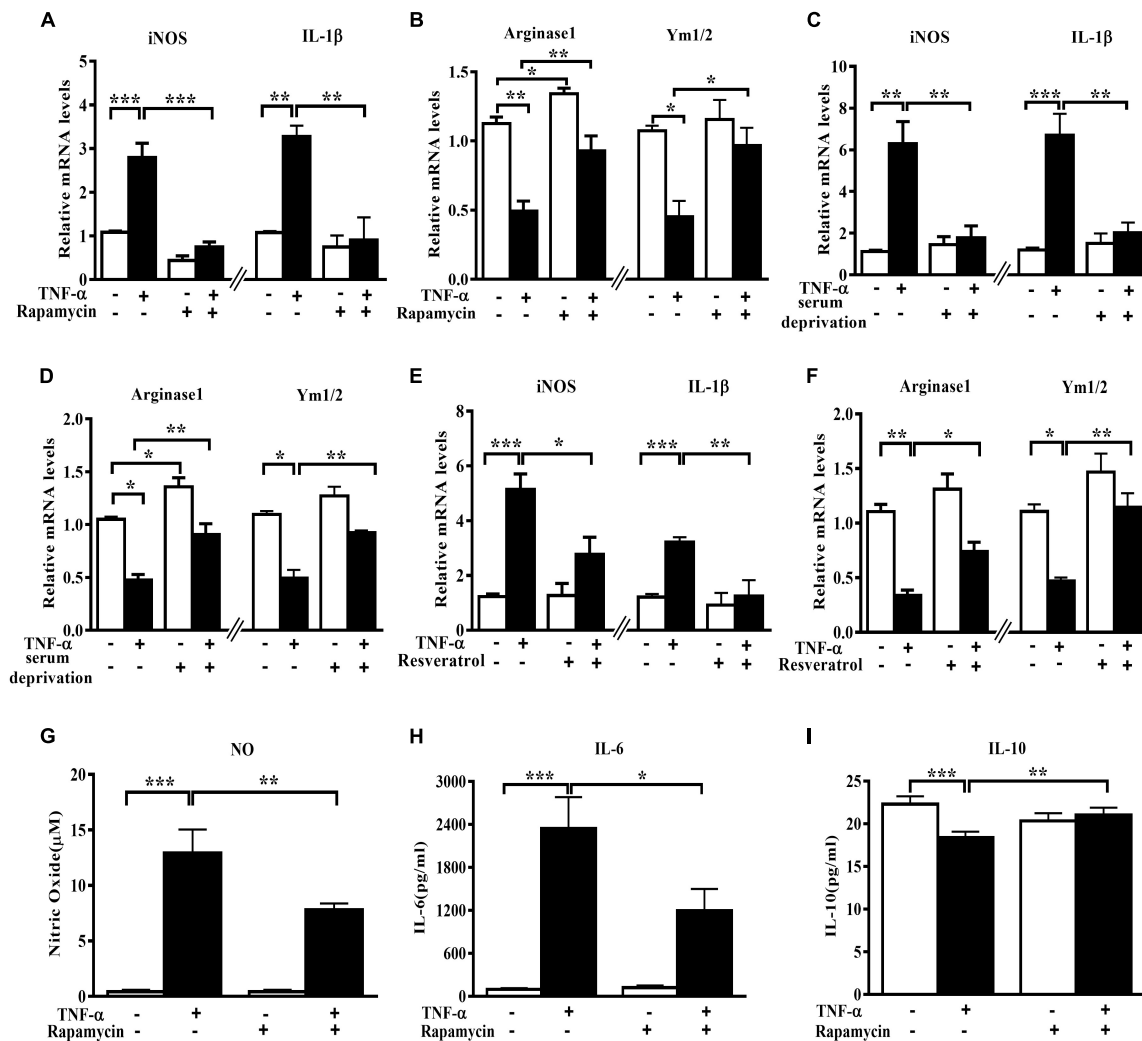 A
iNOS IL-1β
*** *** ** **
Relative mRNA levels
5
4
3
2
1
0
TNF-α - + - + - + - +
Rapamycin - - + + - - + +
B
Arginase1 Ym1/2
** * ** * *
Relative mRNA levels
1.5
1.0
0.5
0.0
TNF-α - + - + - + - +
Rapamycin - - + + - - + +
C
iNOS IL-1β
** ** *** **
Relative mRNA levels
10
8
6
4
2
0
TNF-α - + - + - + - +
serum
deprivation - - + + - - + +
D
Arginase1 Ym1/2
** * * * **
Relative mRNA levels
2.0
1.5
1.0
0.5
0.0
TNF-α - + - + - + - +
serum
deprivation - - + + - - + +
E
iNOS IL-1β
*** * *** **
Relative mRNA levels
8
6
4
2
0
TNF-α - + - + - + - +
Resveratrol - - + + - - + +
F
Arginase1 Ym1/2
** * * **
Relative mRNA levels
2.0
1.5
1.0
0.5
0.0
TNF-α - + - + - + - +
Resveratrol - - + + - - + +
G
NO
*** **
Nitric Oxide(μM)
20
15
10
5
0
TNF-α - + - +
Rapamycin - - + +
H
IL-6
*** *
IL-6(pg/ml)
3000
2400
1800
1200
600
0
TNF-α - + - +
Rapamycin - - + +
I
IL-10
*** **
IL-10(pg/ml)
25
20
15
10
5
0
TNF-α - + - +
Rapamycin - - + +